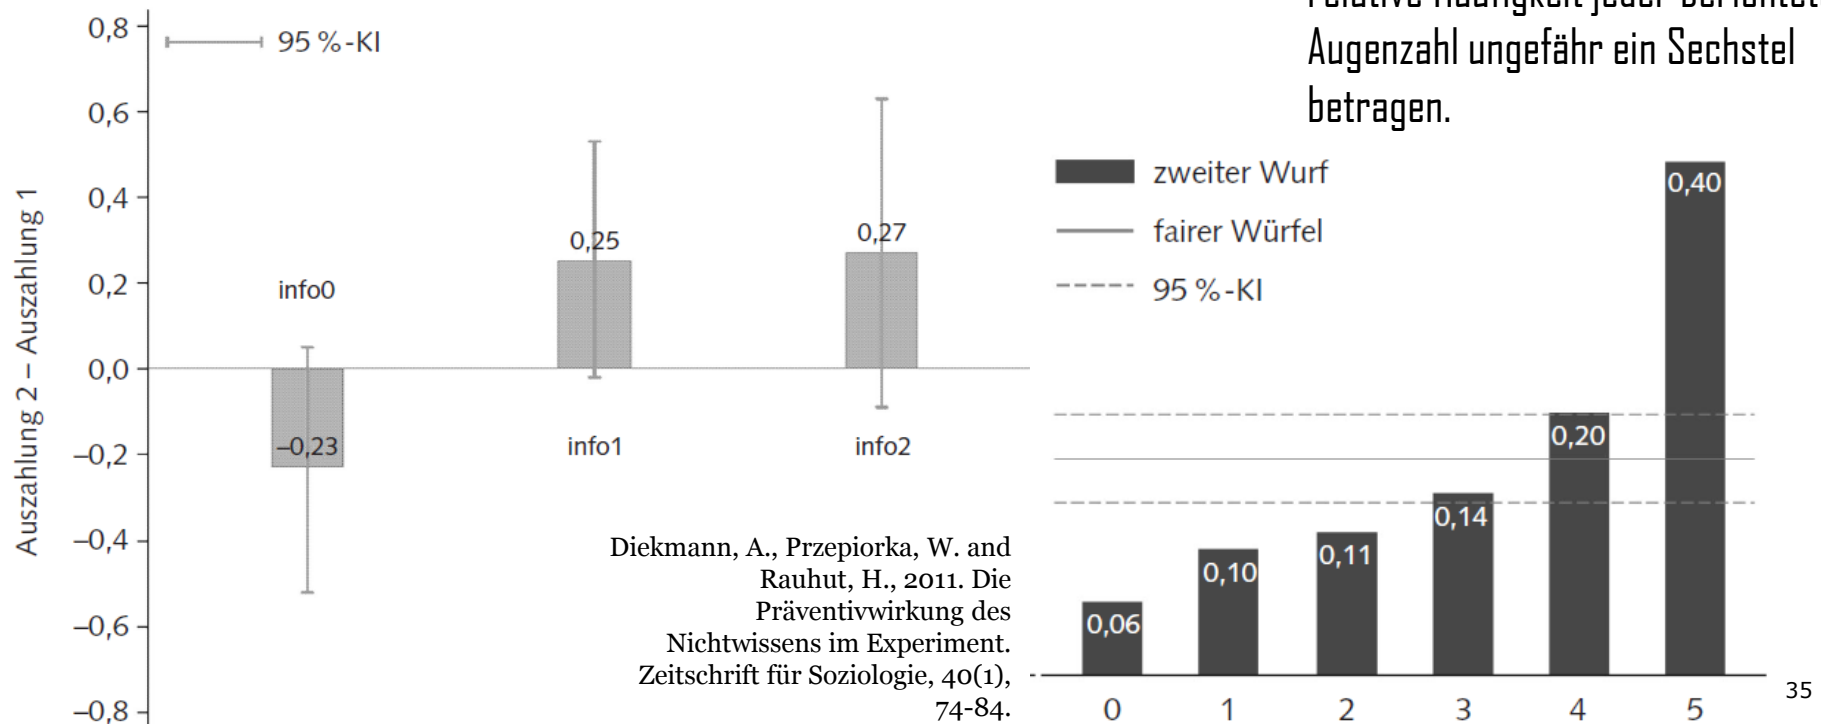 relative Häufigkeit jeder berichtet
Augenzahl ungefähr ein Sechstel
betragen.
0,8
0,6
0,4
0,2
0,0
–0,2
–0,4
–0,6
–0,8
Auszahlung 2 – Auszahlung 1
95 %-KI
info0
–0,23
0,25
info1
0,27
info2
Diekmann, A., Przepiorka, W. and
Rauhut, H., 2011. Die
Präventivwirkung des
Nichtwissens im Experiment.
Zeitschrift für Soziologie, 40(1),
74-84.
zweiter Wurf
fairer Würfel
95 %-KI
0,06
0,10
0,11
0,14
0,20
0,40
0 1 2 3 4 5
35